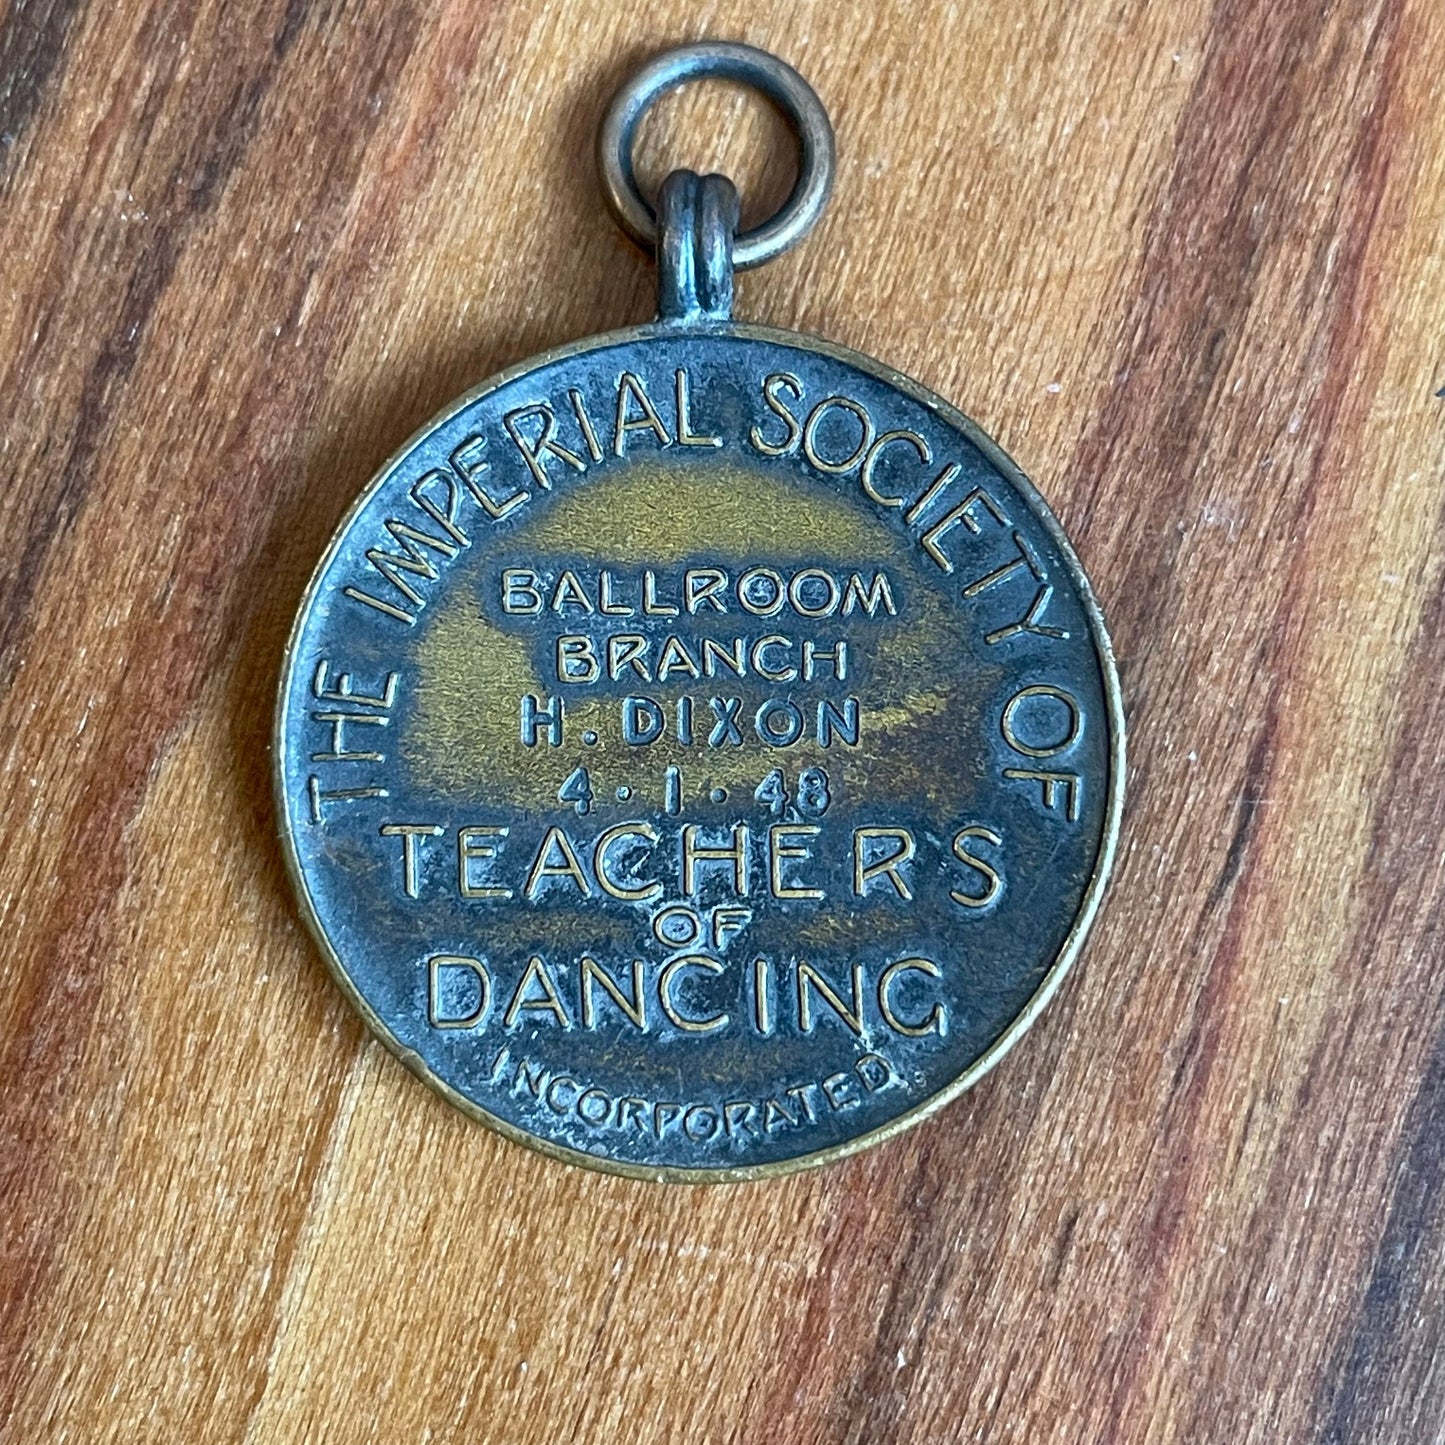 THE IMPERIAL SOCIETY OF
BALLROOM
BRANCH
H. DIXON
4·1·48
TEACHERS
OF
DANCING
INCORPORATED.